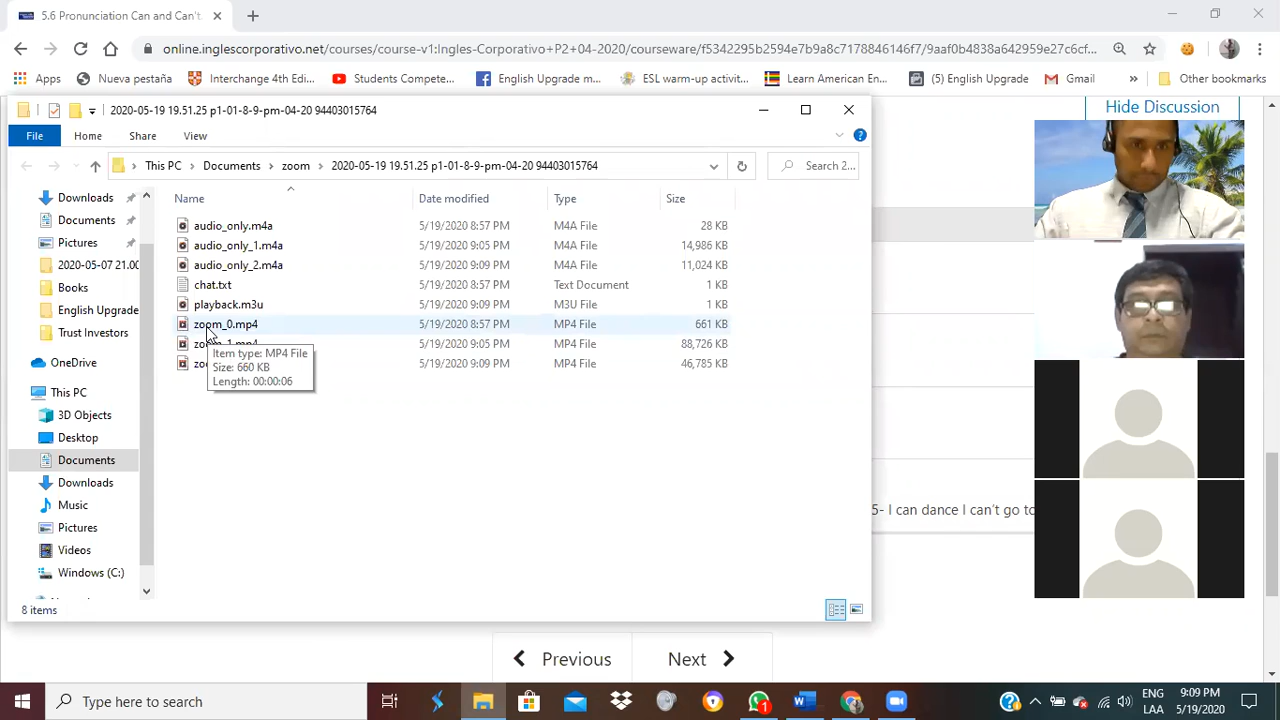 5.6 Pronunciation Can and Can't
online.inglescorporativo.net/courses/course-v1:Ingles-Corporativo+P2+04-2020/courseware/f5342295b2594e7b9a8c7178846146f7/9aaf0b4838a642959e27c6cf...
Apps
Nueva pestaña
Interchange 4th Edi...
Students Compete...
English Upgrade m...
ESL warm-up activit...
Learn American En...
(5) English Upgrade
Gmail
»
Other bookmarks
Hide Discussion
2020-05-19 19.51.25 p1-01-8-9-pm-04-20 94403015764
File
Home
Share
View
This PC > Documents > zoom > 2020-05-19 19.51.25 p1-01-8-9-pm-04-20 94403015764
Search 2...
Downloads
Documents
Pictures
2020-05-07 21.00
Books
English Upgrade
Trust Investors
OneDrive
This PC
3D Objects
Desktop
Documents
Downloads
Music
Pictures
Videos
Windows (C:)
Name Date modified Type Size
audio_only.m4a 5/19/2020 8:57 PM M4A File 28 KB
audio_only_1.m4a 5/19/2020 9:05 PM M4A File 14,986 KB
audio_only_2.m4a 5/19/2020 9:09 PM M4A File 11,024 KB
chat.txt 5/19/2020 8:57 PM Text Document 1 KB
playback.m3u 5/19/2020 9:09 PM M3U File 1 KB
zoom_0.mp4 5/19/2020 8:57 PM MP4 File 661 KB
zoom_1.mp4 5/19/2020 9:05 PM MP4 File 88,726 KB
zo 5/19/2020 9:09 PM MP4 File 46,785 KB
Item type: MP4 File
Size: 660 KB
Length: 00:00:06
5- I can dance I can't go to
8 items
Previous
Next
Type here to search
1
ENG
LAA
9:09 PM
5/19/2020